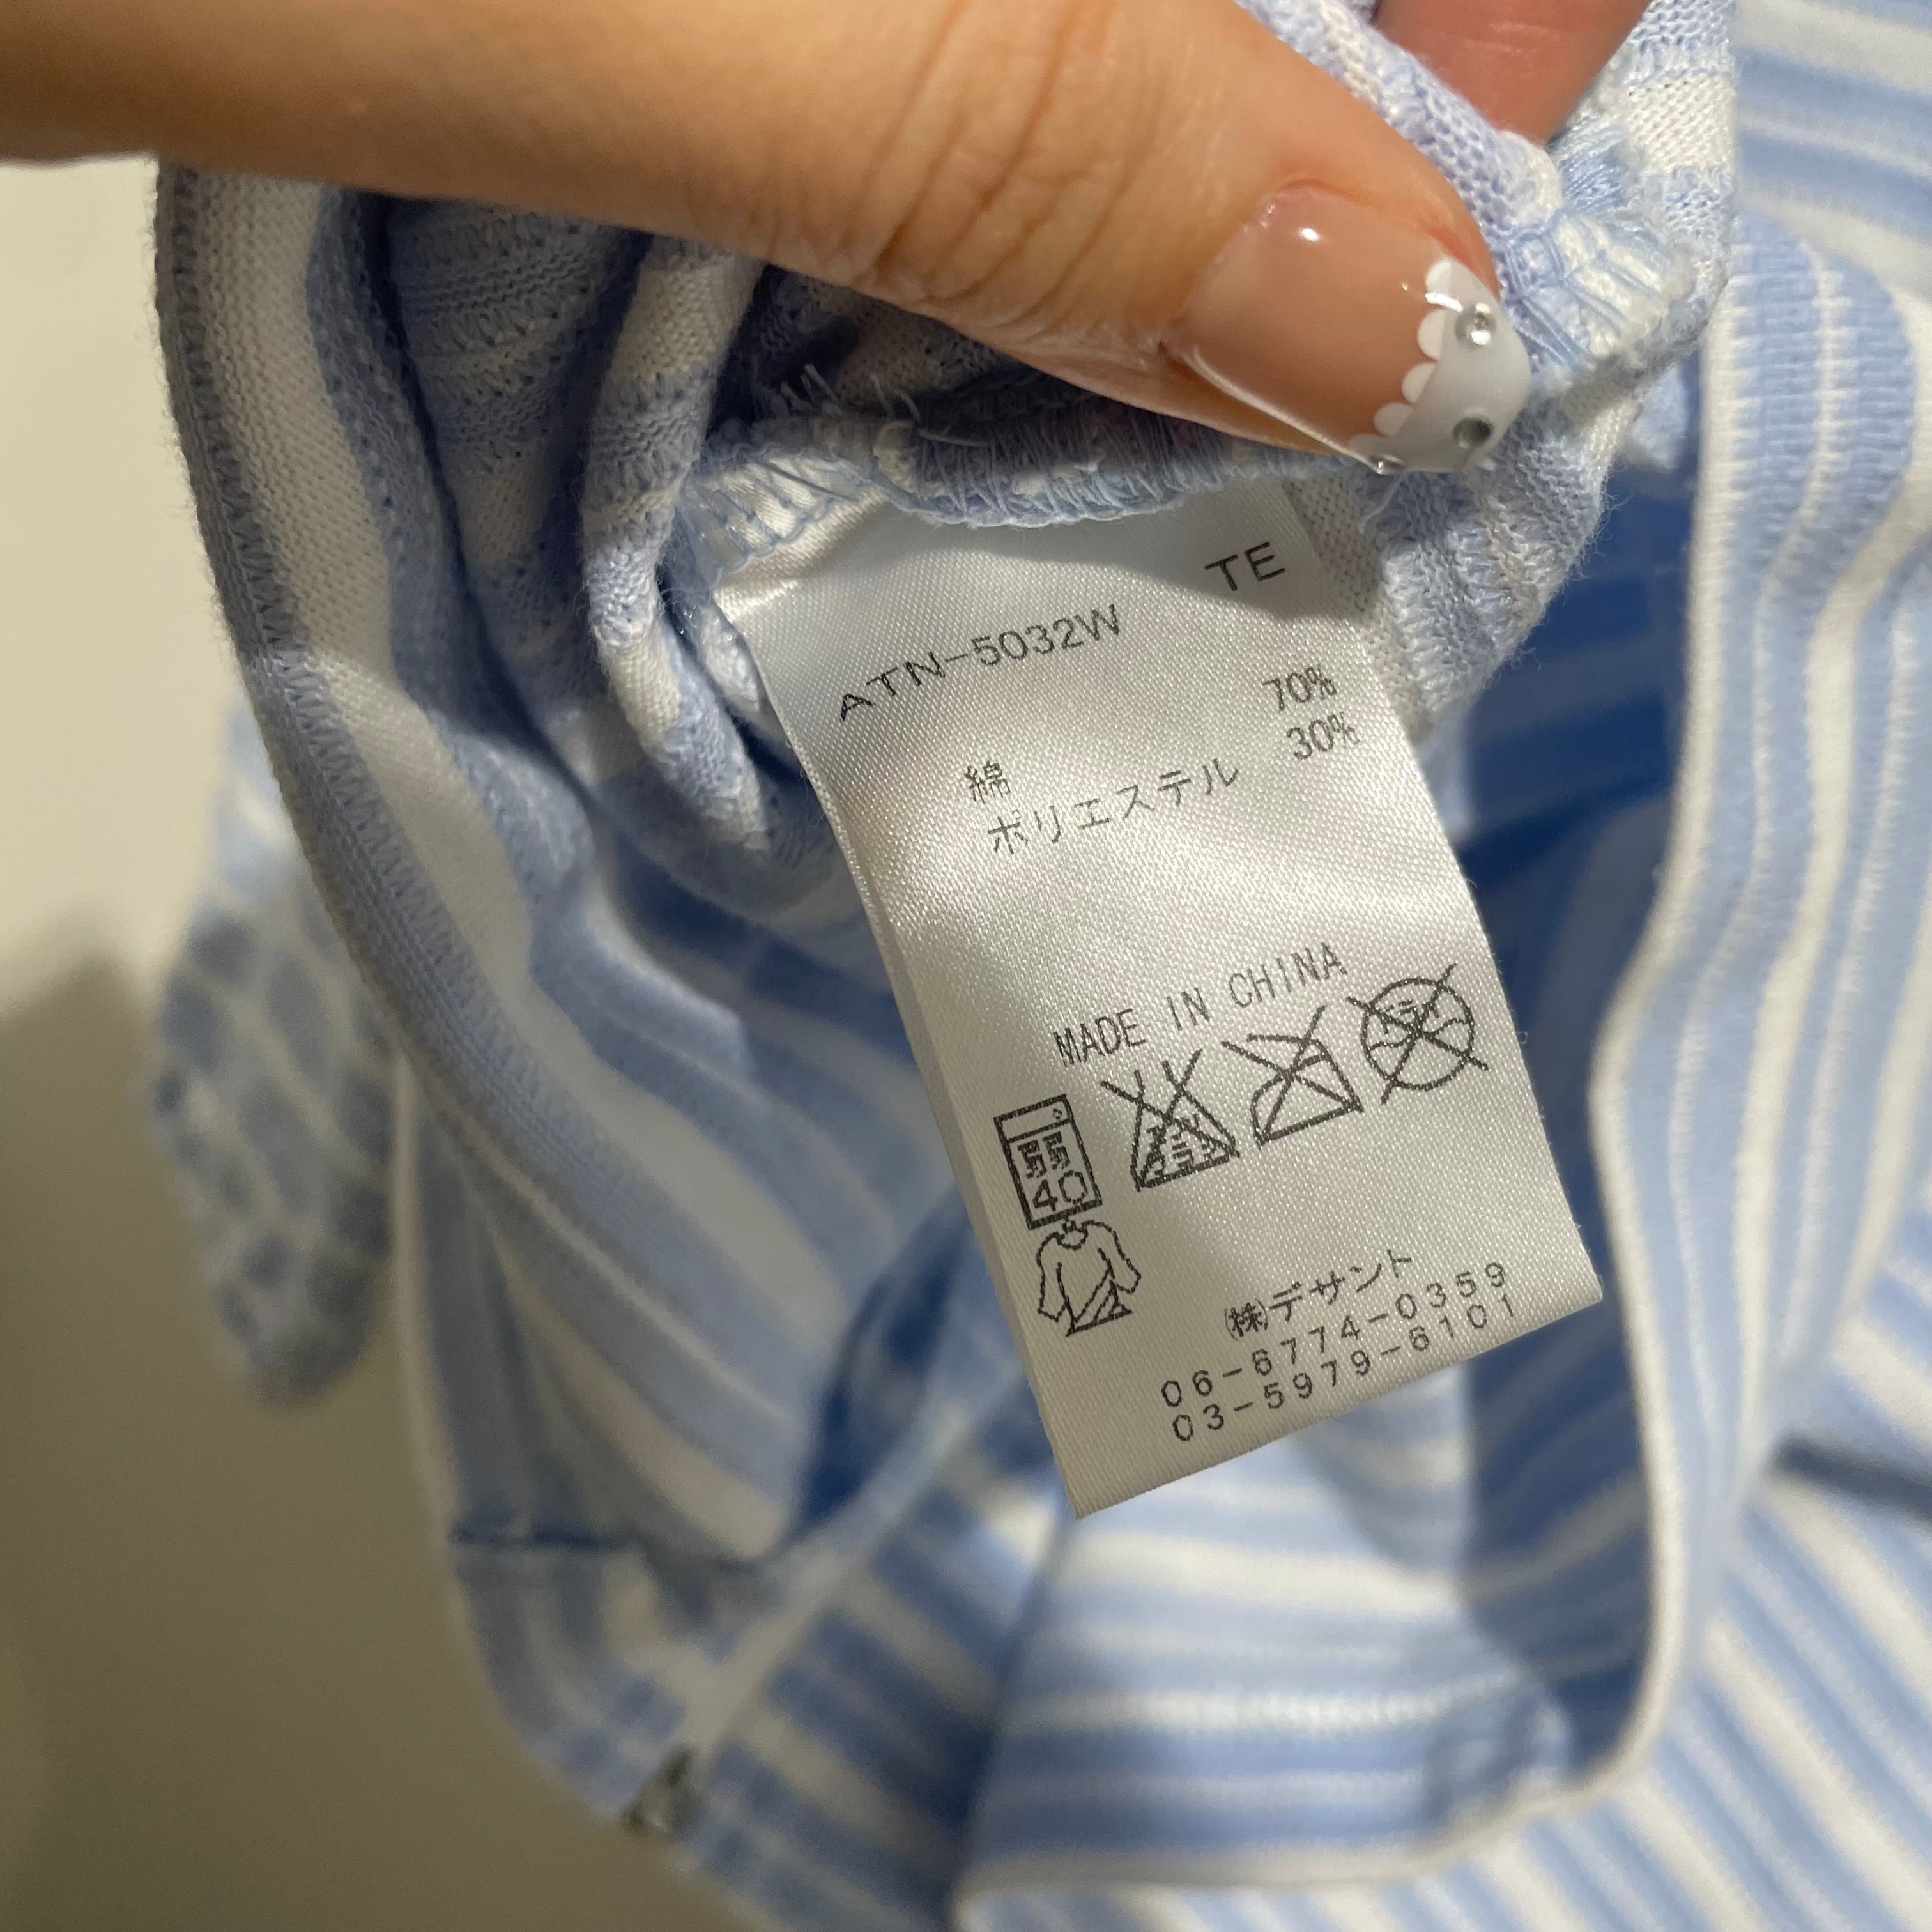 TE
ATN-5032W
綿 70%
ポリエステル 30%
MADE IN CHINA
弱
40
㈱デサント
06-6774-0359
03-5979-6101